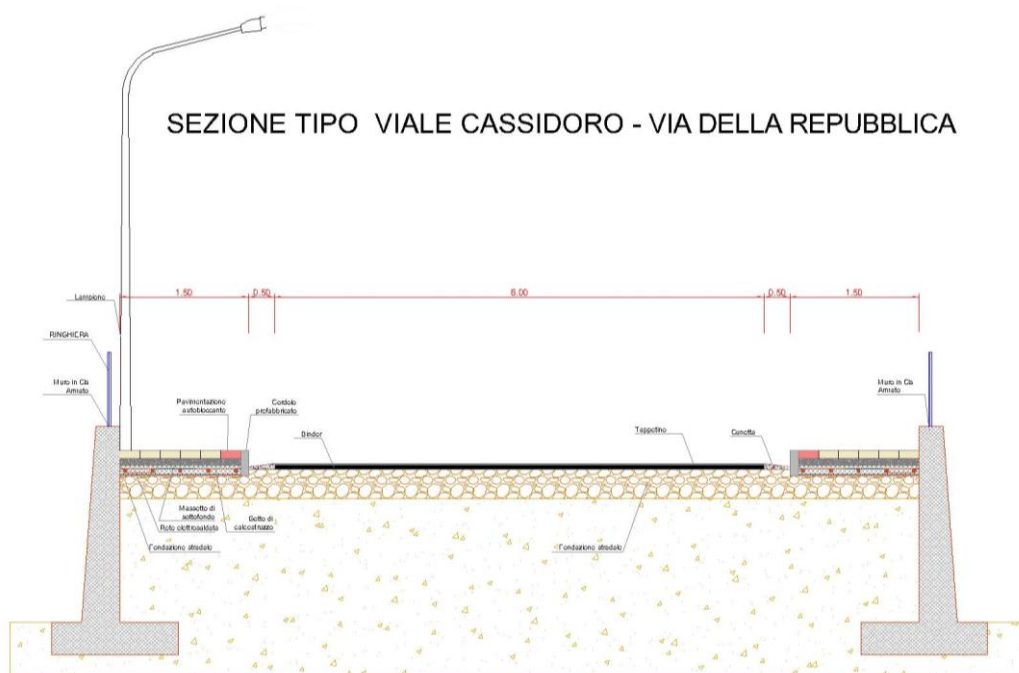 SEZIONE TIPO VIALE CASSIDORO - VIA DELLA REPUBBLICA
1.50
0.50
6.00
0.50
1.50
Lampione
RINGHIERA
Muro in Cls
Armato
Muro in Cls
Armato
Pavimentazione
autobloccante
Cordolo
prefabbricato
Binder
Tappetino
Cunetta
Massetto di
sottofondo
Rete elettrosaldata
Getto di
calcestruzzo
Fondazione stradale
Fondazione stradale